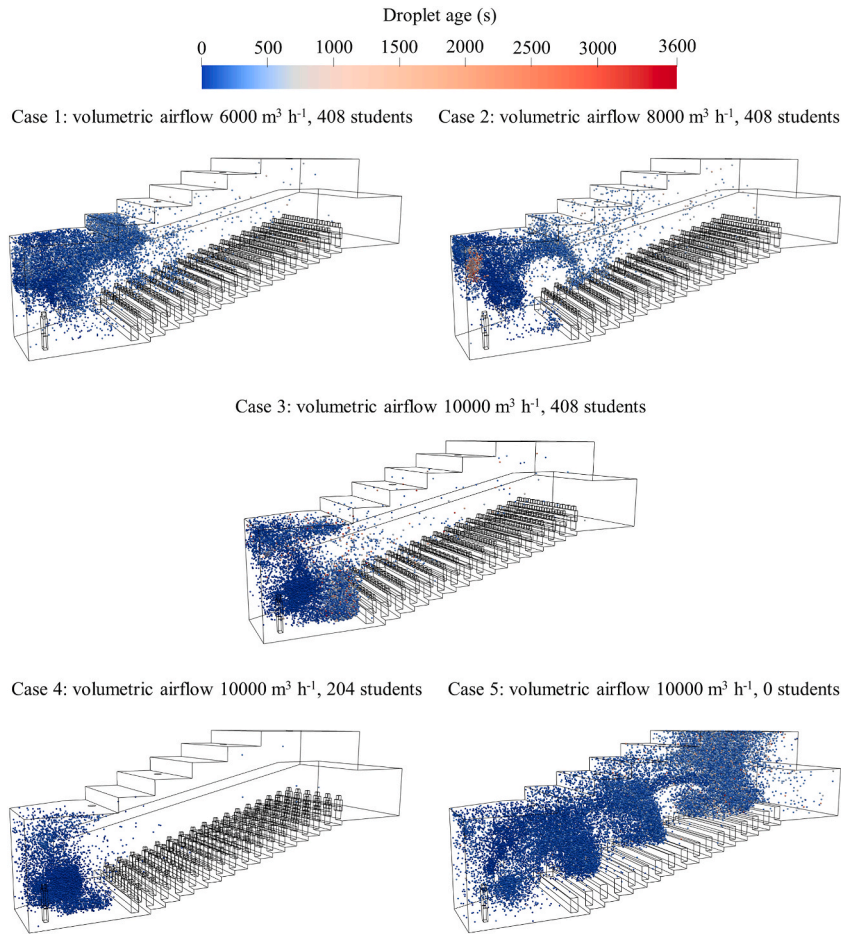 Droplet age (s)
0 500 1000 1500 2000 2500 3000 3600
Case 1: volumetric airflow 6000 m³ h⁻¹, 408 students
Case 2: volumetric airflow 8000 m³ h⁻¹, 408 students
Case 3: volumetric airflow 10000 m³ h⁻¹, 408 students
Case 4: volumetric airflow 10000 m³ h⁻¹, 204 students
Case 5: volumetric airflow 10000 m³ h⁻¹, 0 students